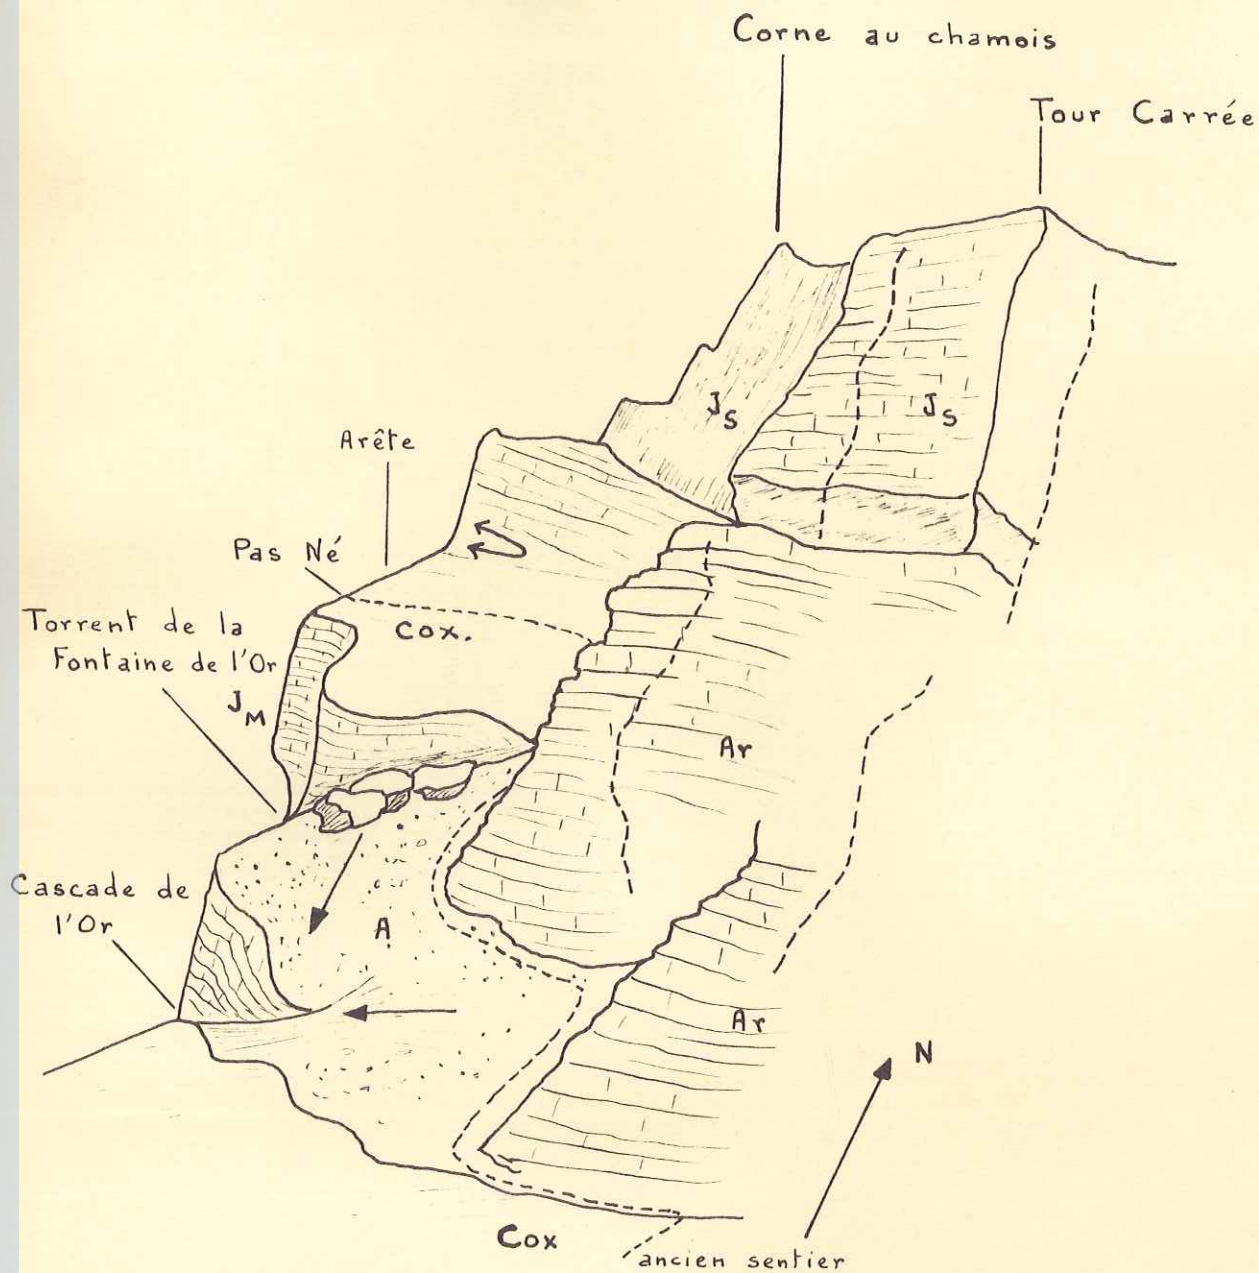 Corne au chamois
Tour Carrée
Js
Js
Arête
Pas Né
Cox.
Torrent de la
Fontaine de l'Or
JM
Ar
Cascade de
l'Or
A
Ar
N
Cox
ancien sentier